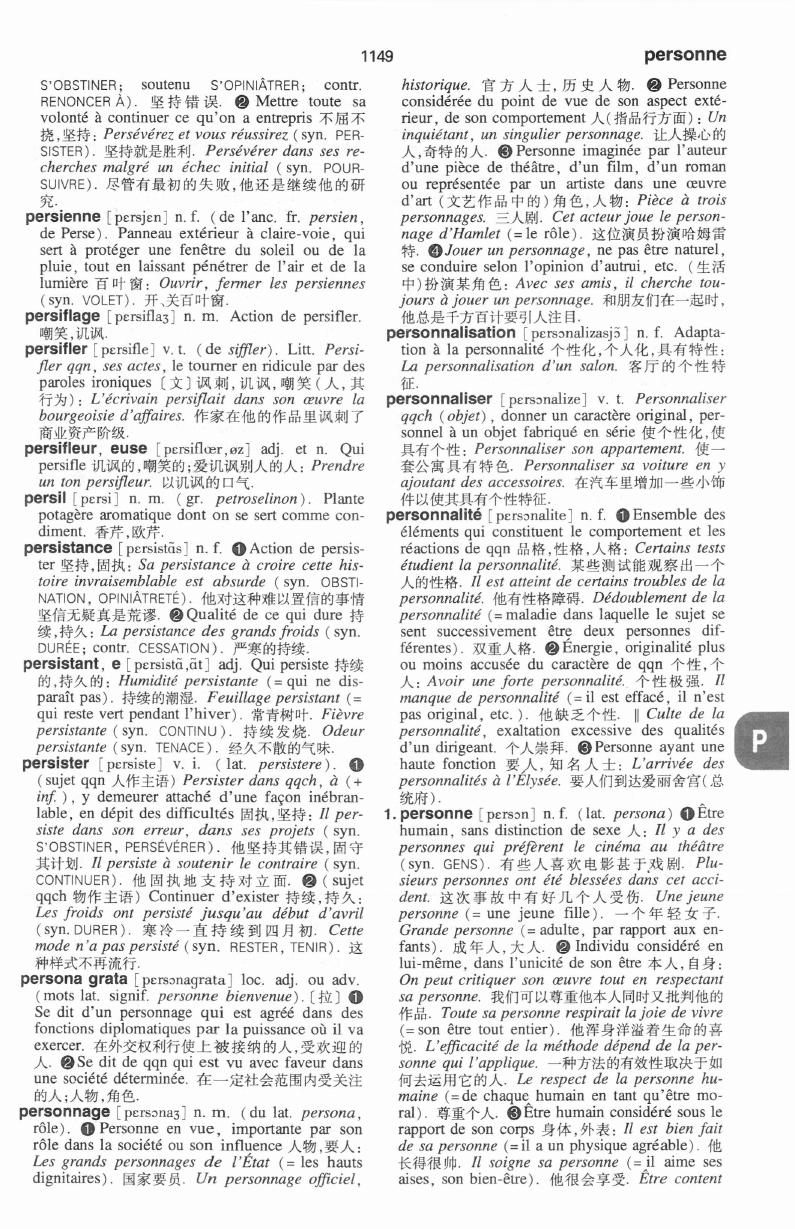 1149
personne
S'OBSTINER; soutenu S'OPINIÂTRER; contr.
RENONCER À). 坚持错误. ❷ Mettre toute sa
volonté à continuer ce qu'on a entrepris 不屈不
挠,坚持: Persévérez et vous réussirez (syn. PER-
SISTER). 坚持就是胜利. Persévérer dans ses re-
cherches malgré un échec initial (syn. POUR-
SUIVRE). 尽管有最初的失败,他还是继续他的研
究.
persienne [pɛrsjɛn] n. f. (de l'anc. fr. persien,
de Perse). Panneau extérieur à claire-voie, qui
sert à protéger une fenêtre du soleil ou de la
pluie, tout en laissant pénétrer de l'air et de la
lumière 百叶窗: Ouvrir, fermer les persiennes
(syn. VOLET). 开、关百叶窗.
persiflage [pɛrsiflaʒ] n. m. Action de persifler.
嘲笑,讥讽.
persifler [pɛrsifle] v. t. (de siffler). Litt. Persi-
fler qqn, ses actes, le tourner en ridicule par des
paroles ironiques [文] 讽刺,讥讽,嘲笑(人,其
行为): L'écrivain persiflait dans son œuvre la
bourgeoisie d'affaires. 作家在他的作品里讽刺了
商业资产阶级.
persifleur, euse [pɛrsiflœr,øz] adj. et n. Qui
persifle 讥讽的,嘲笑的;爱讥讽别人的人: Prendre
un ton persifleur. 以讥讽的口气.
persil [pɛrsi] n. m. (gr. petroselinon). Plante
potagère aromatique dont on se sert comme con-
diment. 香芹,欧芹.
persistance [pɛrsistɑ̃s] n. f. ❶Action de persis-
ter 坚持,固执: Sa persistance à croire cette his-
toire invraisemblable est absurde (syn. OBSTI-
NATION, OPINIÂTRETÉ). 他对这种难以置信的事情
坚信无疑真是荒谬. ❷Qualité de ce qui dure 持
续,持久: La persistance des grands froids (syn.
DURÉE; contr. CESSATION). 严寒的持续.
persistant, e [pɛrsistɑ̃,ɑ̃t] adj. Qui persiste 持续
的,持久的: Humidité persistante (= qui ne dis-
paraît pas). 持续的潮湿. Feuillage persistant (=
qui reste vert pendant l'hiver). 常青树叶. Fièvre
persistante (syn. CONTINU). 持续发烧. Odeur
persistante (syn. TENACE). 经久不散的气味.
persister [pɛrsiste] v. i. (lat. persistere). ❶
(sujet qqn 人作主语) Persister dans qqch, à (+
inf.), y demeurer attaché d'une façon inébran-
lable, en dépit des difficultés 固执,坚持: Il per-
siste dans son erreur, dans ses projets (syn.
S'OBSTINER, PERSÉVÉRER). 他坚持其错误,固守
其计划. Il persiste à soutenir le contraire (syn.
CONTINUER). 他固执地支持对立面. ❷ (sujet
qqch 物作主语) Continuer d'exister 持续,持久:
Les froids ont persisté jusqu'au début d'avril
(syn. DURER). 寒冷一直持续到四月初. Cette
mode n'a pas persisté (syn. RESTER, TENIR). 这
种样式不再流行.
persona grata [pɛrsɔnagrata] loc. adj. ou adv.
(mots lat. signif. personne bienvenue). [拉] ❶
Se dit d'un personnage qui est agréé dans des
fonctions diplomatiques par la puissance où il va
exercer. 在外交权利行使上被接纳的人,受欢迎的
人. ❷Se dit de qqn qui est vu avec faveur dans
une société déterminée. 在一定社会范围内受关注
的人;人物,角色.
personnage [pɛrsɔnaʒ] n. m. (du lat. persona,
rôle). ❶Personne en vue, importante par son
rôle dans la société ou son influence 人物,要人:
Les grands personnages de l'État (= les hauts
dignitaires). 国家要员. Un personnage officiel,
historique. 官方人士,历史人物. ❷ Personne
considérée du point de vue de son aspect exté-
rieur, de son comportement 人(指品行方面): Un
inquiétant, un singulier personnage. 让人操心的
人,奇特的人. ❸Personne imaginée par l'auteur
d'une pièce de théâtre, d'un film, d'un roman
ou représentée par un artiste dans une œuvre
d'art (文艺作品中的)角色,人物: Pièce à trois
personnages. 三人剧. Cet acteur joue le person-
nage d'Hamlet (= le rôle). 这位演员扮演哈姆雷
特. ❹Jouer un personnage, ne pas être naturel,
se conduire selon l'opinion d'autrui, etc. (生活
中)扮演某角色: Avec ses amis, il cherche tou-
jours à jouer un personnage. 和朋友们在一起时,
他总是千方百计要引人注目.
personnalisation [pɛrsɔnalizasjɔ̃] n. f. Adapta-
tion à la personnalité 个性化,个人化,具有特性:
La personnalisation d'un salon. 客厅的个性特
征.
personnaliser [pɛrsɔnalize] v. t. Personnaliser
qqch (objet), donner un caractère original, per-
sonnel à un objet fabriqué en série 使个性化,使
具有个性: Personnaliser son appartement. 使一
套公寓具有特色. Personnaliser sa voiture en y
ajoutant des accessoires. 在汽车里增加一些小饰
件以使其具有个性特征.
personnalité [pɛrsɔnalite] n. f. ❶Ensemble des
éléments qui constituent le comportement et les
réactions de qqn 品格,性格,人格: Certains tests
étudient la personnalité. 某些测试能观察出一个
人的性格. Il est atteint de certains troubles de la
personnalité. 他有性格障碍. Dédoublement de la
personnalité (= maladie dans laquelle le sujet se
sent successivement être deux personnes dif-
férentes). 双重人格. ❷Énergie, originalité plus
ou moins accusée du caractère de qqn 个性,个
人: Avoir une forte personnalité. 个性极强. Il
manque de personnalité (= il est effacé, il n'est
pas original, etc.). 他缺乏个性. ‖ Culte de la
personnalité, exaltation excessive des qualités
d'un dirigeant. 个人崇拜. ❸Personne ayant une
haute fonction 要人,知名人士: L'arrivée des
personnalités à l'Élysée. 要人们到达爱丽舍宫(总
统府).
1. personne [pɛrsɔn] n. f. (lat. persona) ❶Être
humain, sans distinction de sexe 人: Il y a des
personnes qui préfèrent le cinéma au théâtre
(syn. GENS). 有些人喜欢电影甚于戏剧. Plu-
sieurs personnes ont été blessées dans cet acci-
dent. 这次事故中有好几个人受伤. Une jeune
personne (= une jeune fille). 一个年轻女子.
Grande personne (= adulte, par rapport aux en-
fants). 成年人,大人. ❷ Individu considéré en
lui-même, dans l'unicité de son être 本人,自身:
On peut critiquer son œuvre tout en respectant
sa personne. 我们可以尊重他本人同时又批判他的
作品. Toute sa personne respirait la joie de vivre
(= son être tout entier). 他浑身洋溢着生命的喜
悦. L'efficacité de la méthode dépend de la per-
sonne qui l'applique. 一种方法的有效性取决于如
何去运用它的人. Le respect de la personne hu-
maine (= de chaque humain en tant qu'être mo-
ral). 尊重个人. ❸Être humain considéré sous le
rapport de son corps 身体,外表: Il est bien fait
de sa personne (= il a un physique agréable). 他
长得很帅. Il soigne sa personne (= il aime ses
aises, son bien-être). 他很会享受. Être content
P